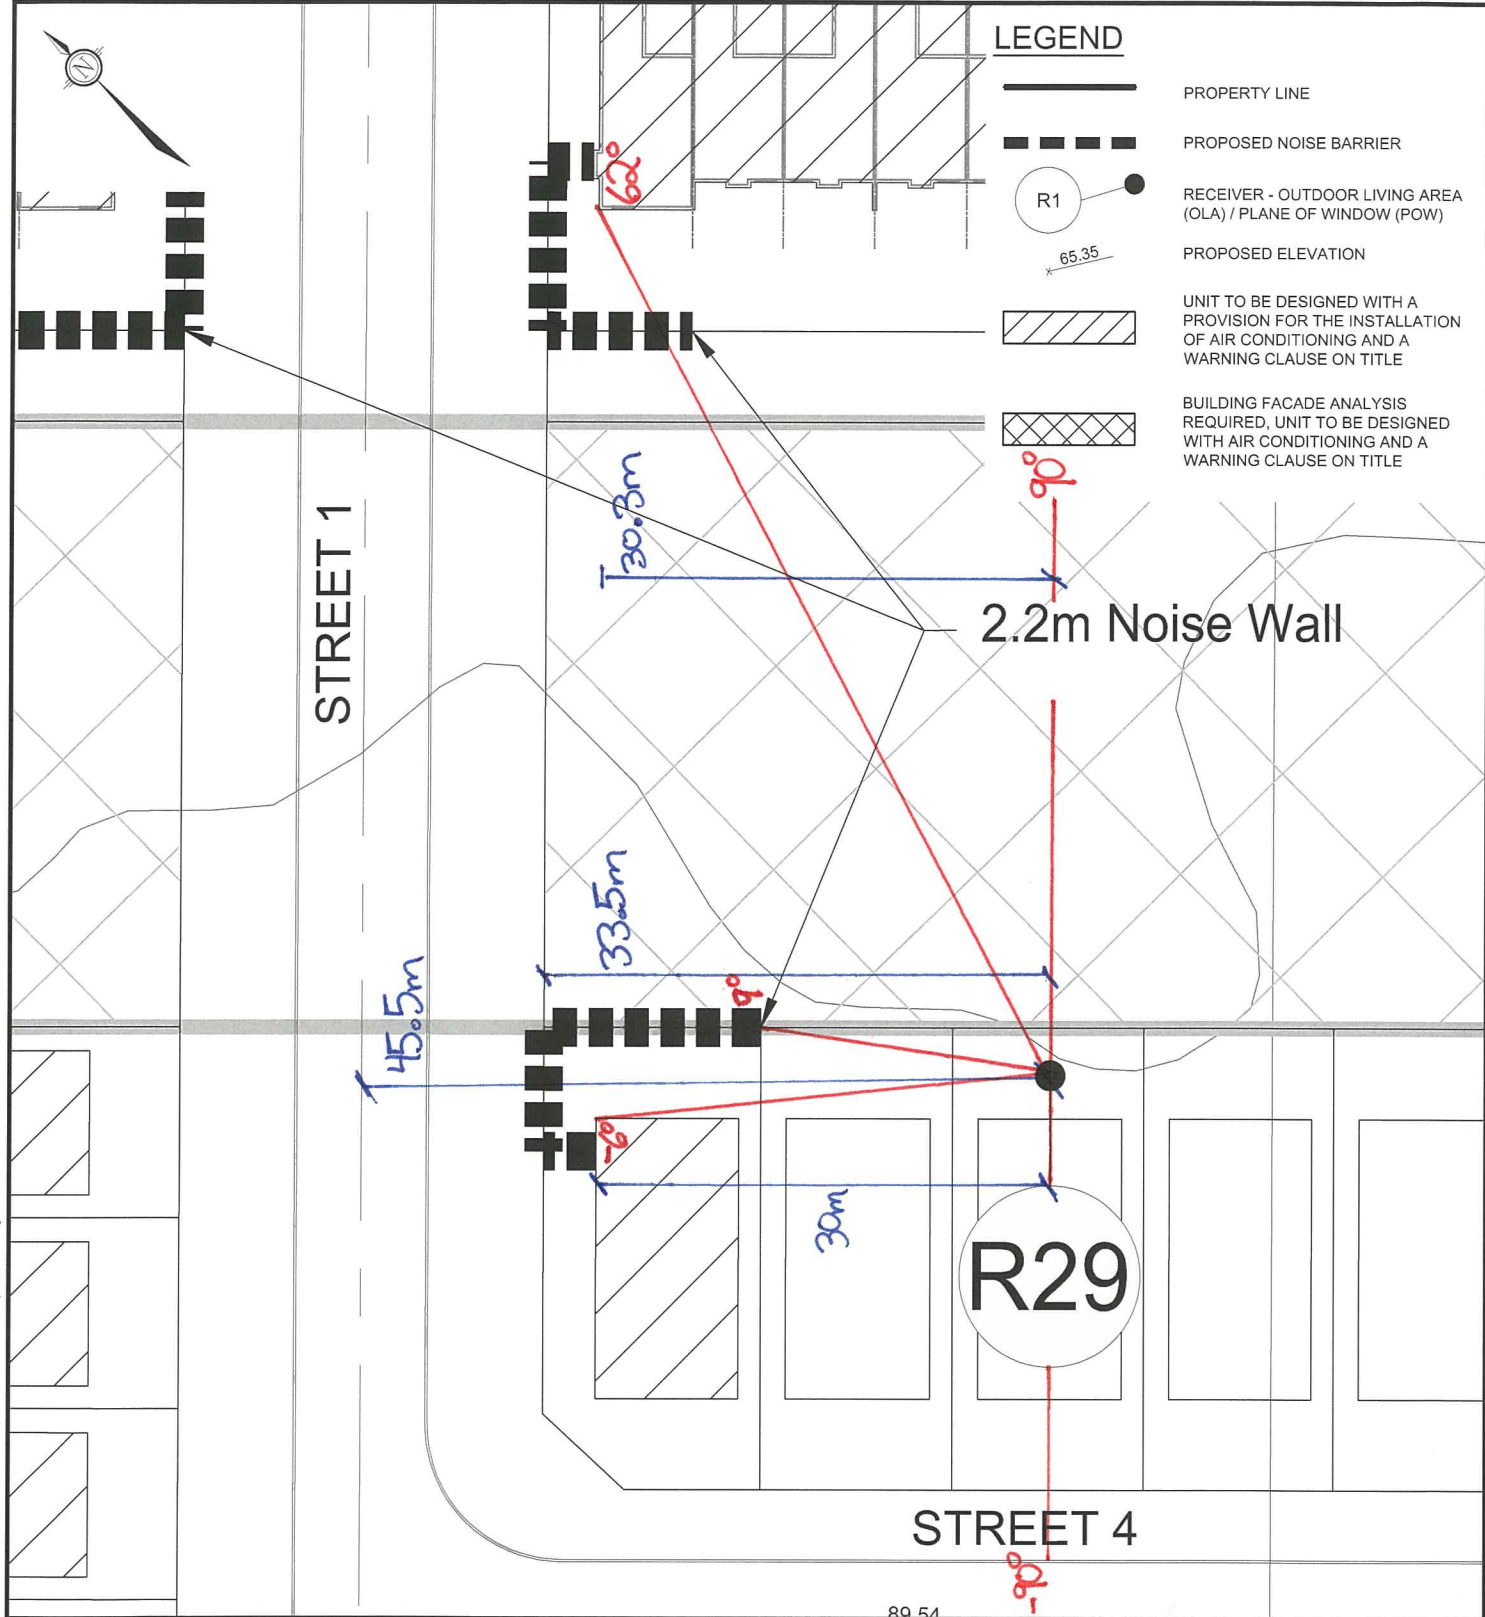 N
LEGEND
PROPERTY LINE
PROPOSED NOISE BARRIER
R1
RECEIVER - OUTDOOR LIVING AREA
(OLA) / PLANE OF WINDOW (POW)
65.35
PROPOSED ELEVATION
UNIT TO BE DESIGNED WITH A
PROVISION FOR THE INSTALLATION
OF AIR CONDITIONING AND A
WARNING CLAUSE ON TITLE
BUILDING FACADE ANALYSIS
REQUIRED, UNIT TO BE DESIGNED
WITH AIR CONDITIONING AND A
WARNING CLAUSE ON TITLE
62°
90°
30.3m
STREET 1
2.2m Noise Wall
33.5m
9°
45.5m
-6°
30m
R29
STREET 4
-90°
89.54